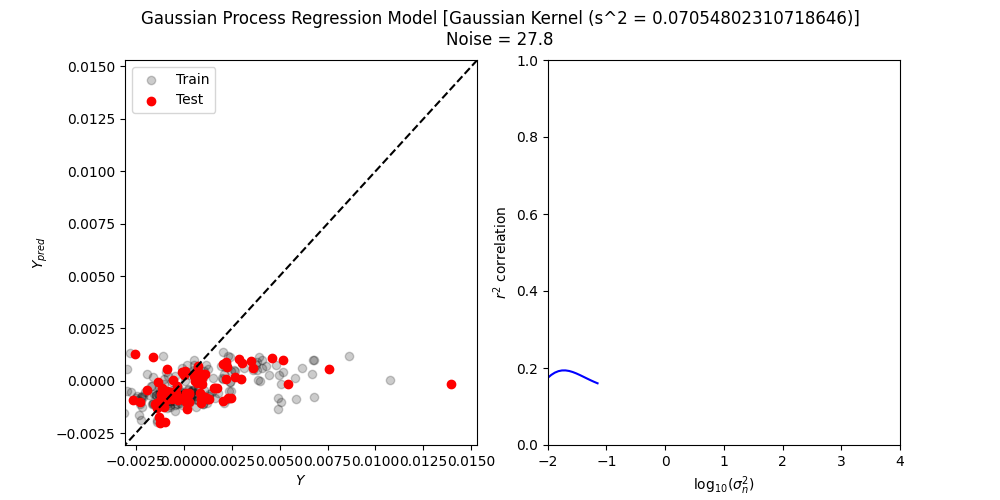 Gaussian Process Regression Model [Gaussian Kernel (s^2 = 0.07054802310718646)]
Noise = 27.8
0.0150
0.0125
0.0100
0.0075
0.0050
0.0025
0.0000
−0.0025
Y_pred
Train
Test
−0.0025 0.0000 0.0025 0.0050 0.0075 0.0100 0.0125 0.0150
Y
1.0
0.8
0.6
0.4
0.2
0.0
r² correlation
−2 −1 0 1 2 3 4
log₁₀(σₙ²)